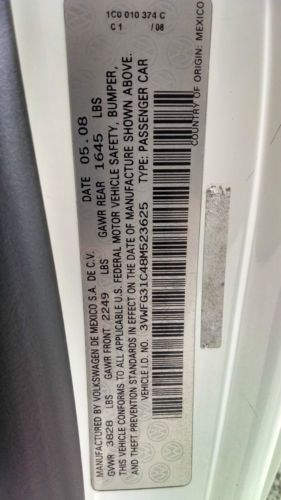 1C0 010 374 C
C 1 / 08
MANUFACTURED BY VOLKSWAGEN DE MEXICO S.A. DE C.V. DATE 05.08
GVWR 3828 LBS GAWR FRONT 2249 LBS GAWR REAR 1645 LBS
THIS VEHICLE CONFORMS TO ALL APPLICABLE U.S. FEDERAL MOTOR VEHICLE SAFETY, BUMPER,
AND THEFT PREVENTION STANDARDS IN EFFECT ON THE DATE OF MANUFACTURE SHOWN ABOVE.
VEHICLE I.D. NO.: 3VWFG31C48M523625 TYPE: PASSENGER CAR
COUNTRY OF ORIGIN: MEXICO